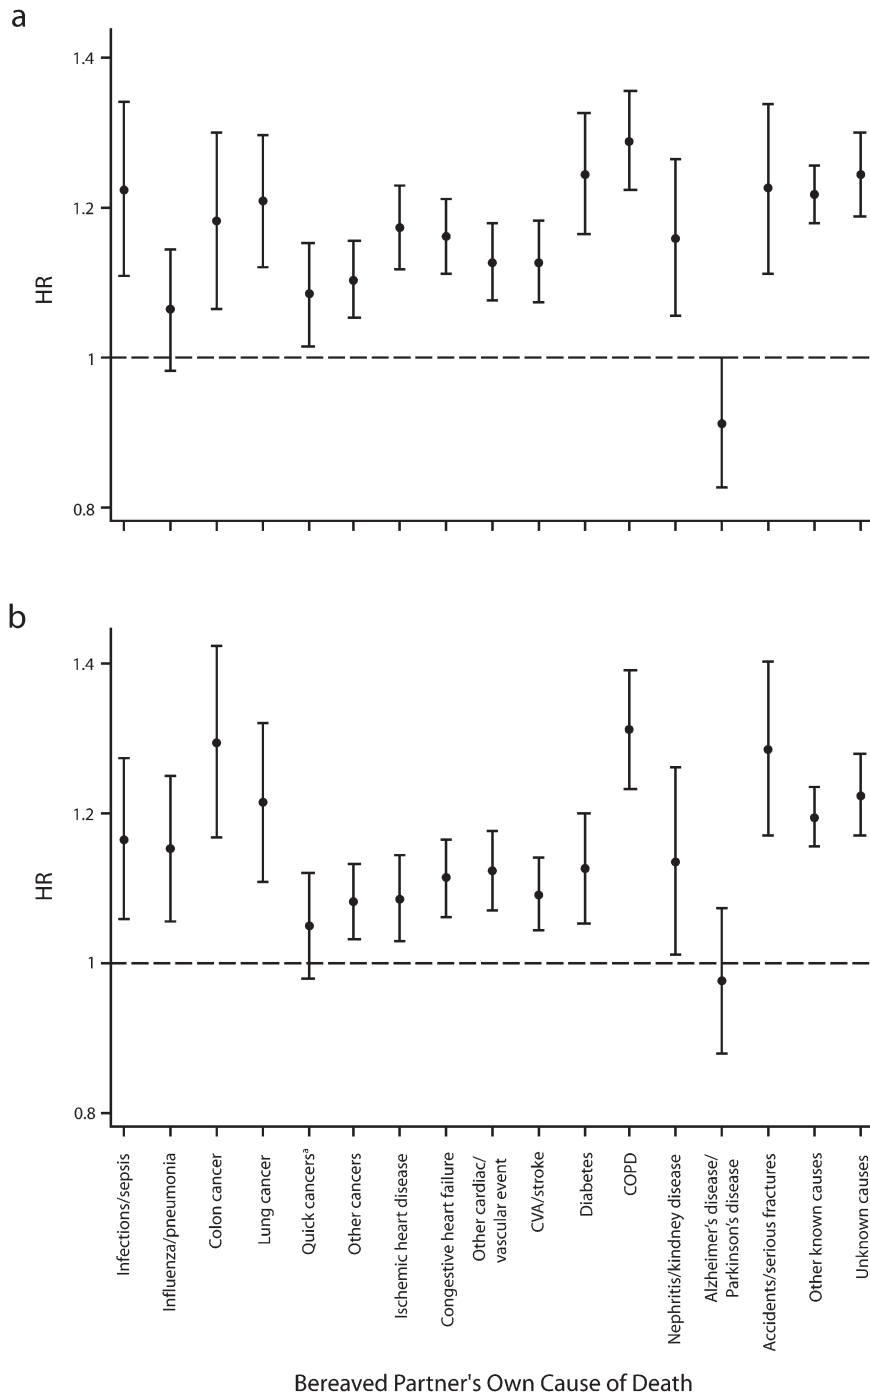 a
1.4
1.2
HR
1
0.8
b
1.4
1.2
HR
1
0.8
Infections/sepsis
Influenza/pneumonia
Colon cancer
Lung cancer
Quick cancersª
Other cancers
Ischemic heart disease
Congestive heart failure
Other cardiac/
vascular event
CVA/stroke
Diabetes
COPD
Nephritis/kindney disease
Alzheimer's disease/
Parkinson's disease
Accidents/serious fractures
Other known causes
Unknown causes
Bereaved Partner's Own Cause of Death